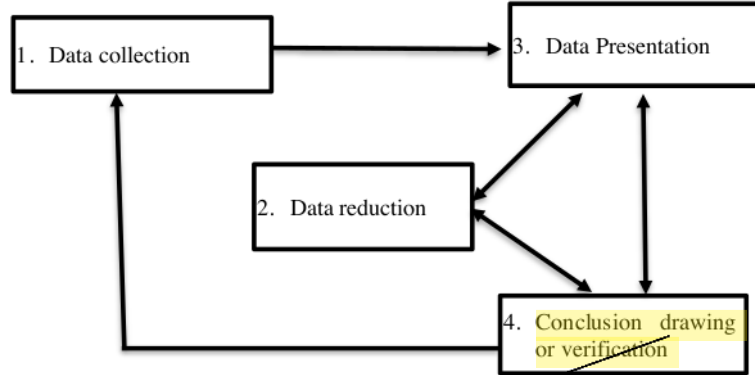 1. Data collection
3. Data Presentation
2. Data reduction
4. Conclusion drawing
or verification